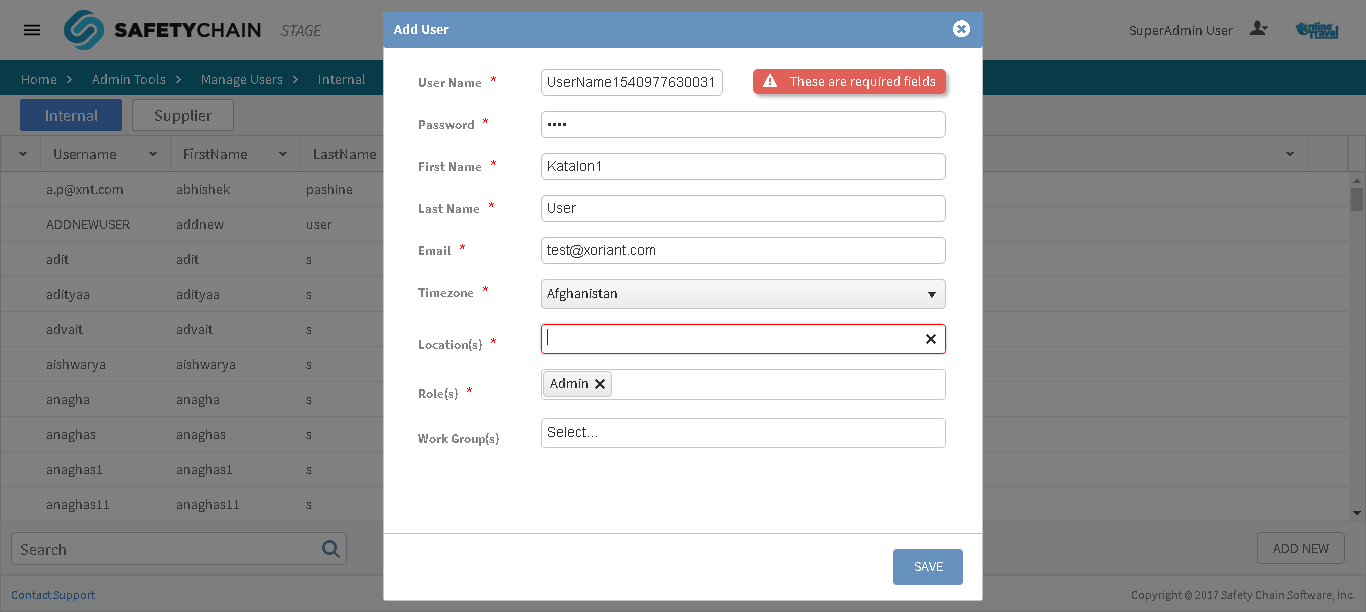 SAFETYCHAIN STAGE
SuperAdmin User
Online Travel
Home > Admin Tools > Manage Users > Internal
Internal Supplier
Username FirstName LastName
a.p@xnt.com abhishek pashine
ADDNEWUSER addnew user
adit adit s
adityaa adityaa s
advait advait s
aishwarya aishwarya s
anagha anagha s
anaghas anaghas s
anaghas1 anaghas1 s
anaghas11 anaghas11 s
Search
ADD NEW
Contact Support
Copyright © 2017 Safety Chain Software, Inc.
Add User
User Name * UserName1540977630031
These are required fields
Password * ••••
First Name * Katalon1
Last Name * User
Email * test@xoriant.com
Timezone * Afghanistan
Location(s) *
Role(s) * Admin
Work Group(s) Select...
SAVE